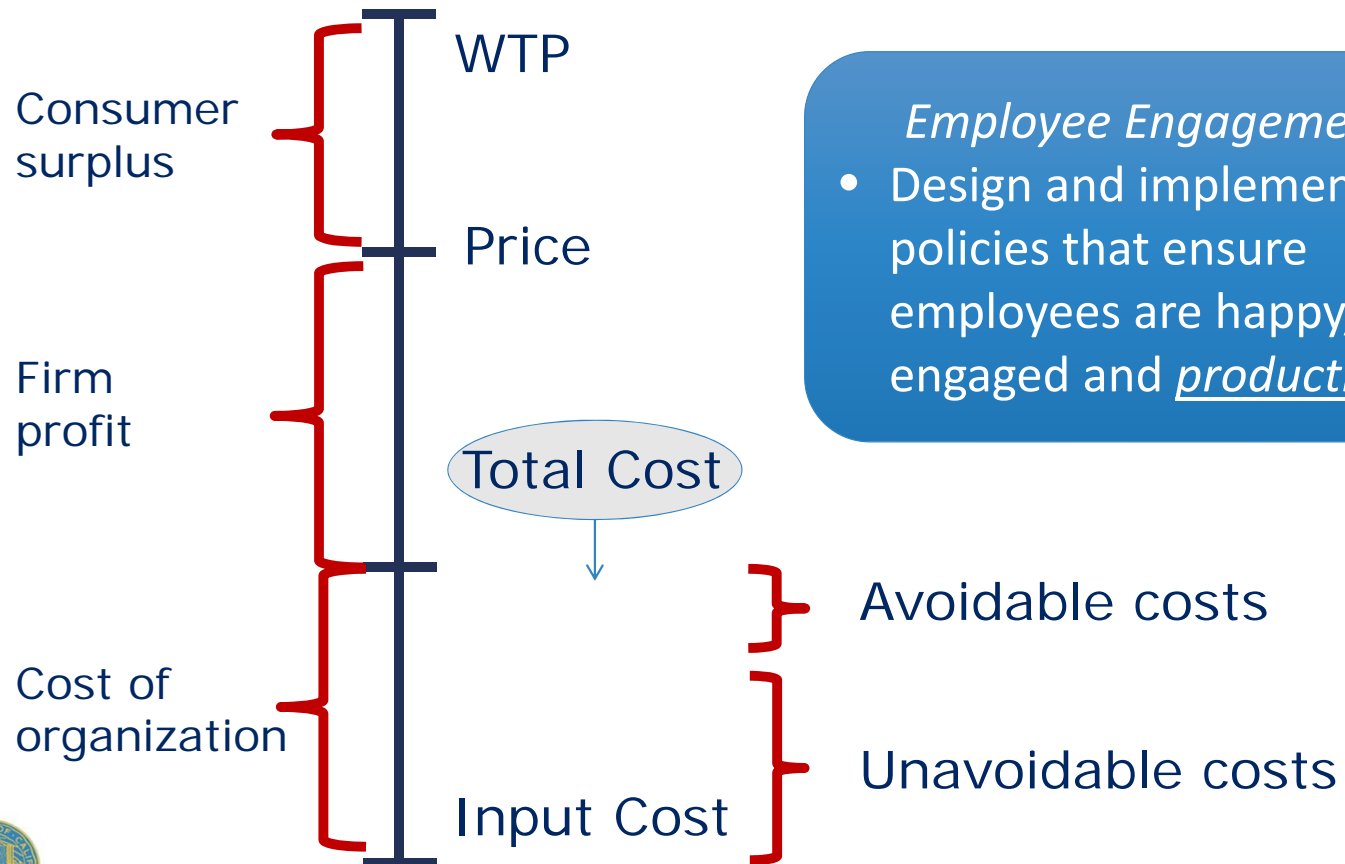 WTP
Consumer
surplus
Price
Employee Engageme
• Design and implemen
policies that ensure
employees are happy,
engaged and product
Firm
profit
Total Cost
Avoidable costs
Cost of
organization
Unavoidable costs
Input Cost